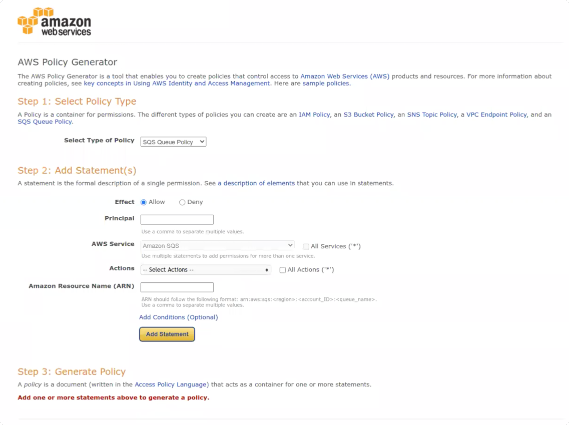 amazon
web services
AWS Policy Generator
The AWS Policy Generator is a tool that enables you to create policies that control access to Amazon Web Services (AWS) products and resources. For more information about
creating policies, see key concepts in Using AWS Identity and Access Management. Here are sample policies.
Step 1: Select Policy Type
A Policy is a container for permissions. The different types of policies you can create are an IAM Policy, an S3 Bucket Policy, an SNS Topic Policy, a VPC Endpoint Policy, and an
SQS Queue Policy.
Select Type of Policy SQS Queue Policy
Step 2: Add Statement(s)
A statement is the formal description of a single permission. See a description of elements that you can use in statements.
Effect Allow Deny
Principal
Use a comma to separate multiple values.
AWS Service Amazon SQS All Services ('*')
Use multiple statements to add permissions for more than one service.
Actions -- Select Actions -- All Actions ('*')
Amazon Resource Name (ARN)
ARN should follow the following format: arn:aws:sqs:<region>:<account_ID>:<queue_name>.
Use a comma to separate multiple values.
Add Conditions (Optional)
Add Statement
Step 3: Generate Policy
A policy is a document (written in the Access Policy Language) that acts as a container for one or more statements.
Add one or more statements above to generate a policy.